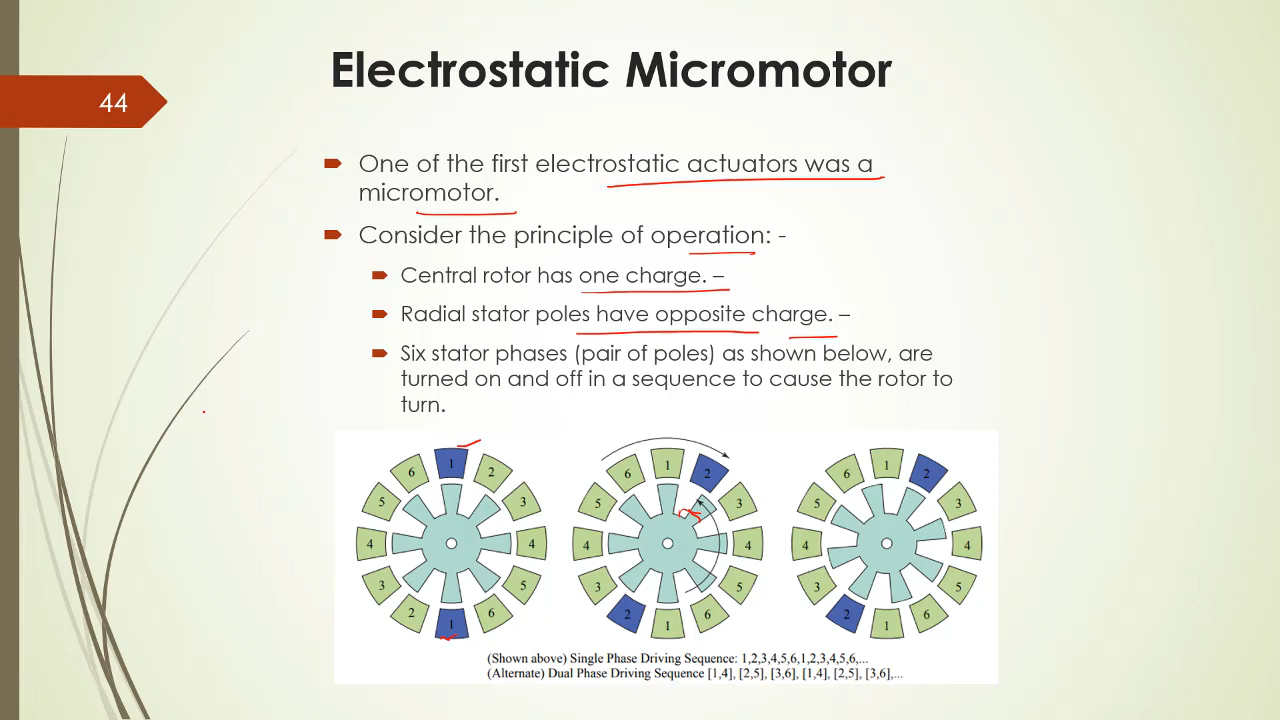 Electrostatic Micromotor
44
One of the first electrostatic actuators was a
micromotor.
Consider the principle of operation: -
Central rotor has one charge. –
Radial stator poles have opposite charge. –
Six stator phases (pair of poles) as shown below, are
turned on and off in a sequence to cause the rotor to
turn.
1 2 3 4 5 6 1 2 3 4 5 6
1 2 3 4 5 6 1 2 3 4 5 6
1 2 3 4 5 6 1 2 3 4 5 6
(Shown above) Single Phase Driving Sequence: 1,2,3,4,5,6,1,2,3,4,5,6,...
(Alternate) Dual Phase Driving Sequence [1,4], [2,5], [3,6], [1,4], [2,5], [3,6],...